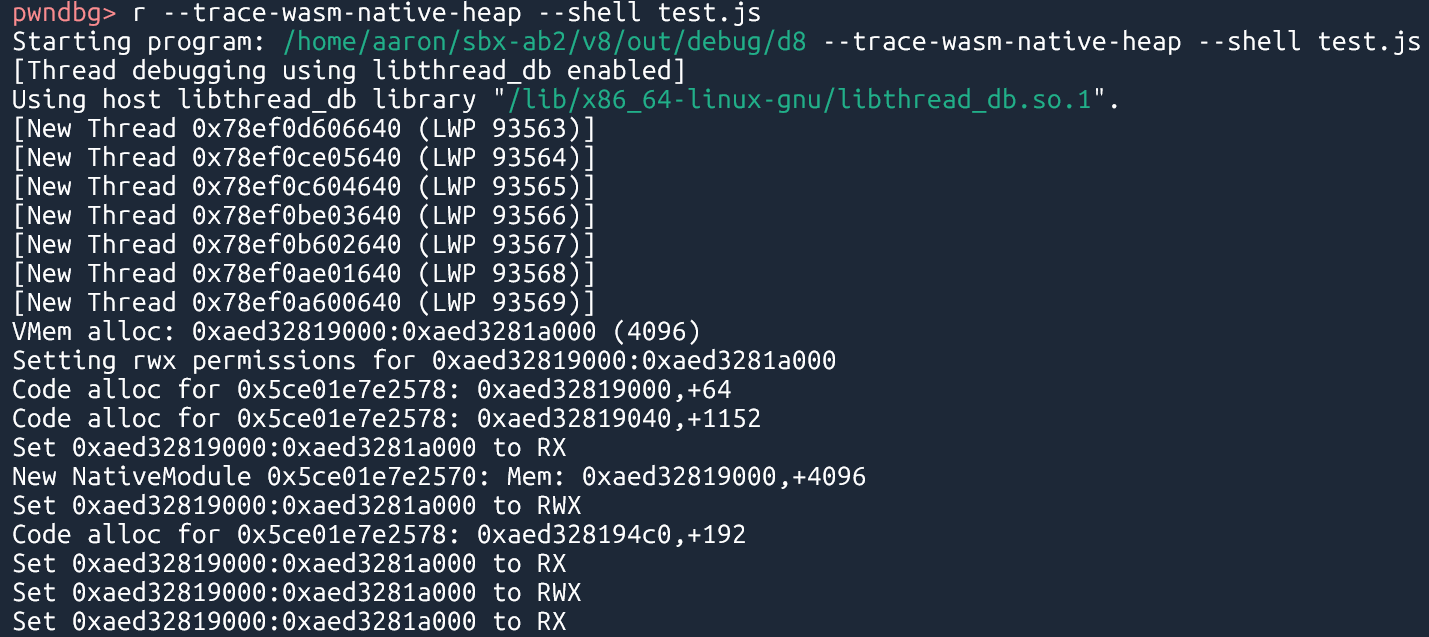 pwndbg> r --trace-wasm-native-heap --shell test.js
Starting program: /home/aaron/sbx-ab2/v8/out/debug/d8 --trace-wasm-native-heap --shell test.js
[Thread debugging using libthread_db enabled]
Using host libthread_db library "/lib/x86_64-linux-gnu/libthread_db.so.1".
[New Thread 0x78ef0d606640 (LWP 93563)]
[New Thread 0x78ef0ce05640 (LWP 93564)]
[New Thread 0x78ef0c604640 (LWP 93565)]
[New Thread 0x78ef0be03640 (LWP 93566)]
[New Thread 0x78ef0b602640 (LWP 93567)]
[New Thread 0x78ef0ae01640 (LWP 93568)]
[New Thread 0x78ef0a600640 (LWP 93569)]
VMem alloc: 0xaed32819000:0xaed3281a000 (4096)
Setting rwx permissions for 0xaed32819000:0xaed3281a000
Code alloc for 0x5ce01e7e2578: 0xaed32819000,+64
Code alloc for 0x5ce01e7e2578: 0xaed32819040,+1152
Set 0xaed32819000:0xaed3281a000 to RX
New NativeModule 0x5ce01e7e2570: Mem: 0xaed32819000,+4096
Set 0xaed32819000:0xaed3281a000 to RWX
Code alloc for 0x5ce01e7e2578: 0xaed328194c0,+192
Set 0xaed32819000:0xaed3281a000 to RX
Set 0xaed32819000:0xaed3281a000 to RWX
Set 0xaed32819000:0xaed3281a000 to RX